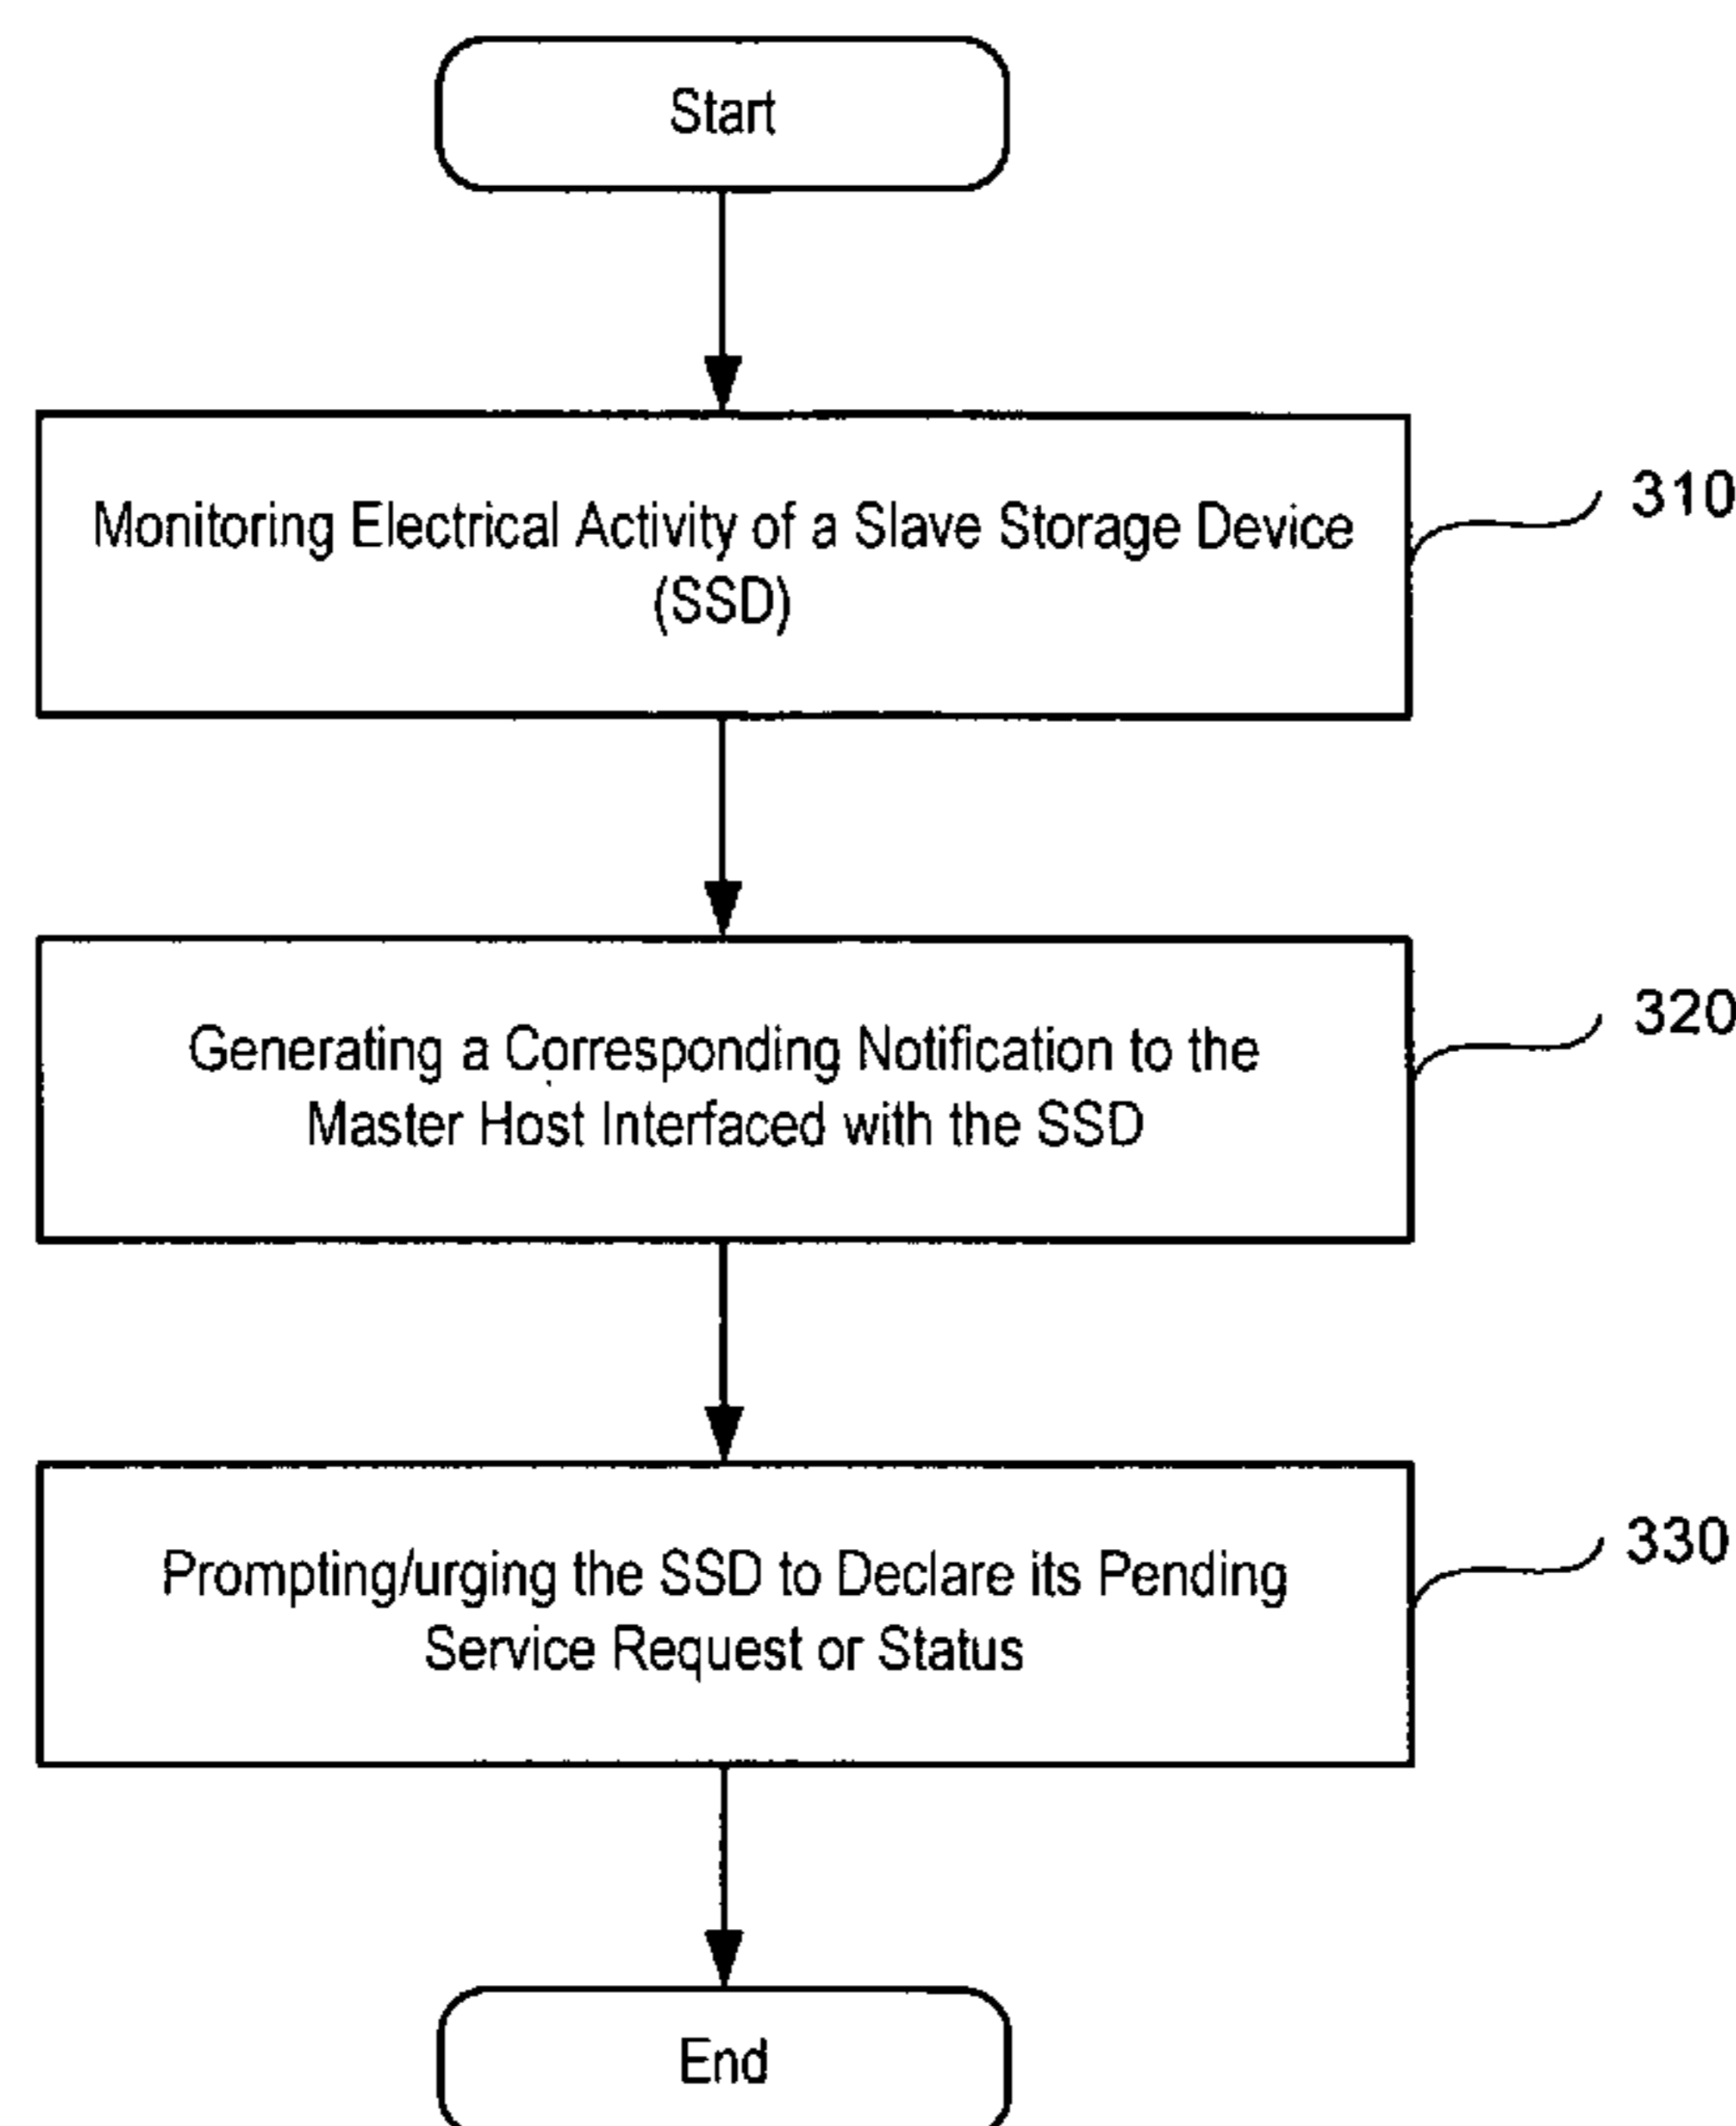 Start
Monitoring Electrical Activity of a Slave Storage Device
(SSD)
310
Generating a Corresponding Notification to the
Master Host Interfaced with the SSD
320
Prompting/urging the SSD to Declare its Pending
Service Request or Status
330
End